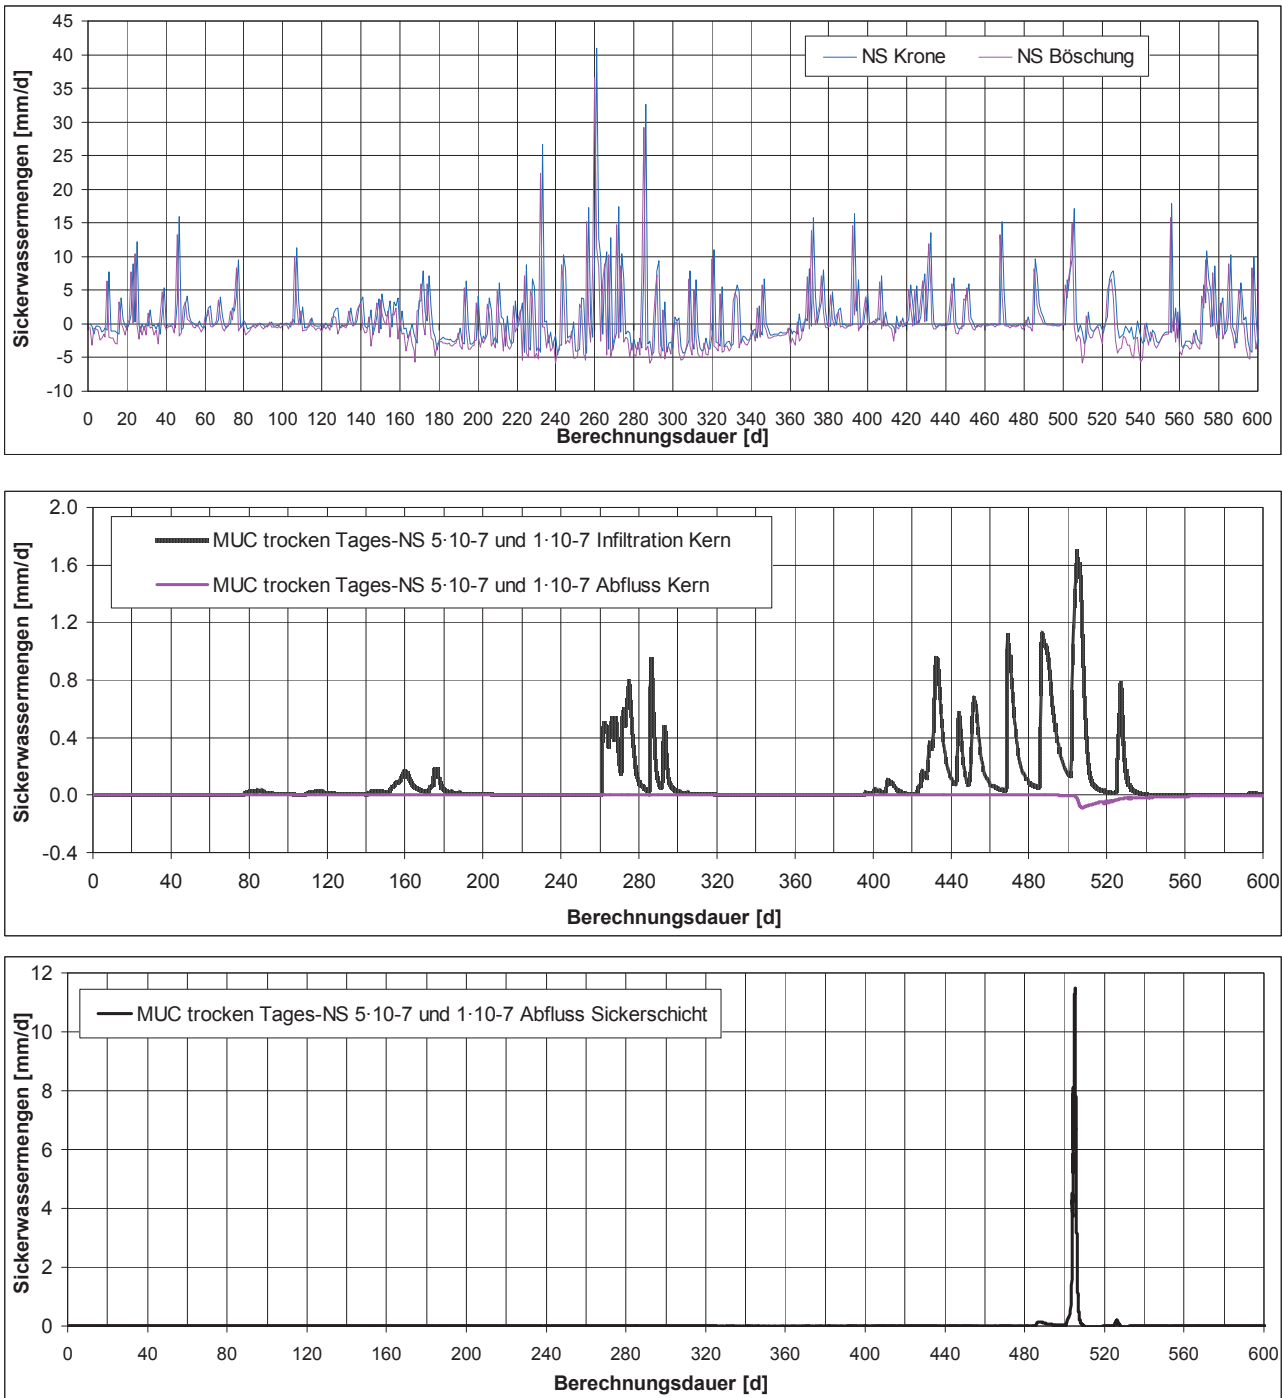 45
40
35
30
25
20
15
10
5
0
-5
-10
Sickerwassermengen [mm/d]
NS Krone NS Böschung
0 20 40 60 80 100 120 140 160 180 200 220 240 260 280 300 320 340 360 380 400 420 440 460 480 500 520 540 560 580 600
Berechnungsdauer [d]
2.0
1.6
1.2
0.8
0.4
0.0
-0.4
Sickerwassermengen [mm/d]
MUC trocken Tages-NS 5·10-7 und 1·10-7 Infiltration Kern
MUC trocken Tages-NS 5·10-7 und 1·10-7 Abfluss Kern
0 40 80 120 160 200 240 280 320 360 400 440 480 520 560 600
Berechnungsdauer [d]
12
10
8
6
4
2
0
Sickerwassermengen [mm/d]
MUC trocken Tages-NS 5·10-7 und 1·10-7 Abfluss Sickerschicht
0 40 80 120 160 200 240 280 320 360 400 440 480 520 560 600
Berechnungsdauer [d]